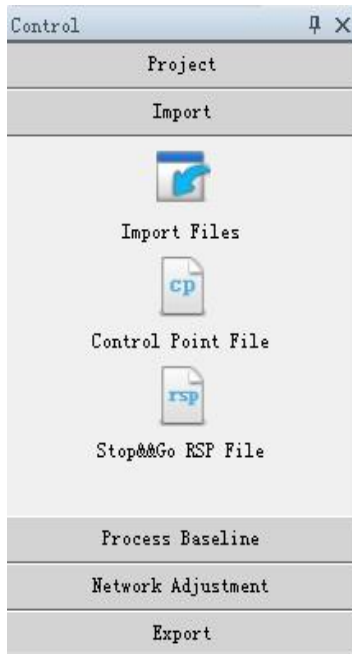 Control
Project
Import
Import Files
cp
Control Point File
rsp
Stop&&Go RSP File
Process Baseline
Network Adjustment
Export